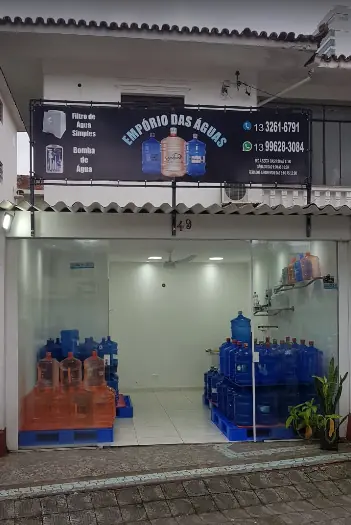 Filtro de
Água
Simples
Bomba
de
Água
EMPÓRIO DAS ÁGUAS
13 3261-6791
13 99628-3084
49